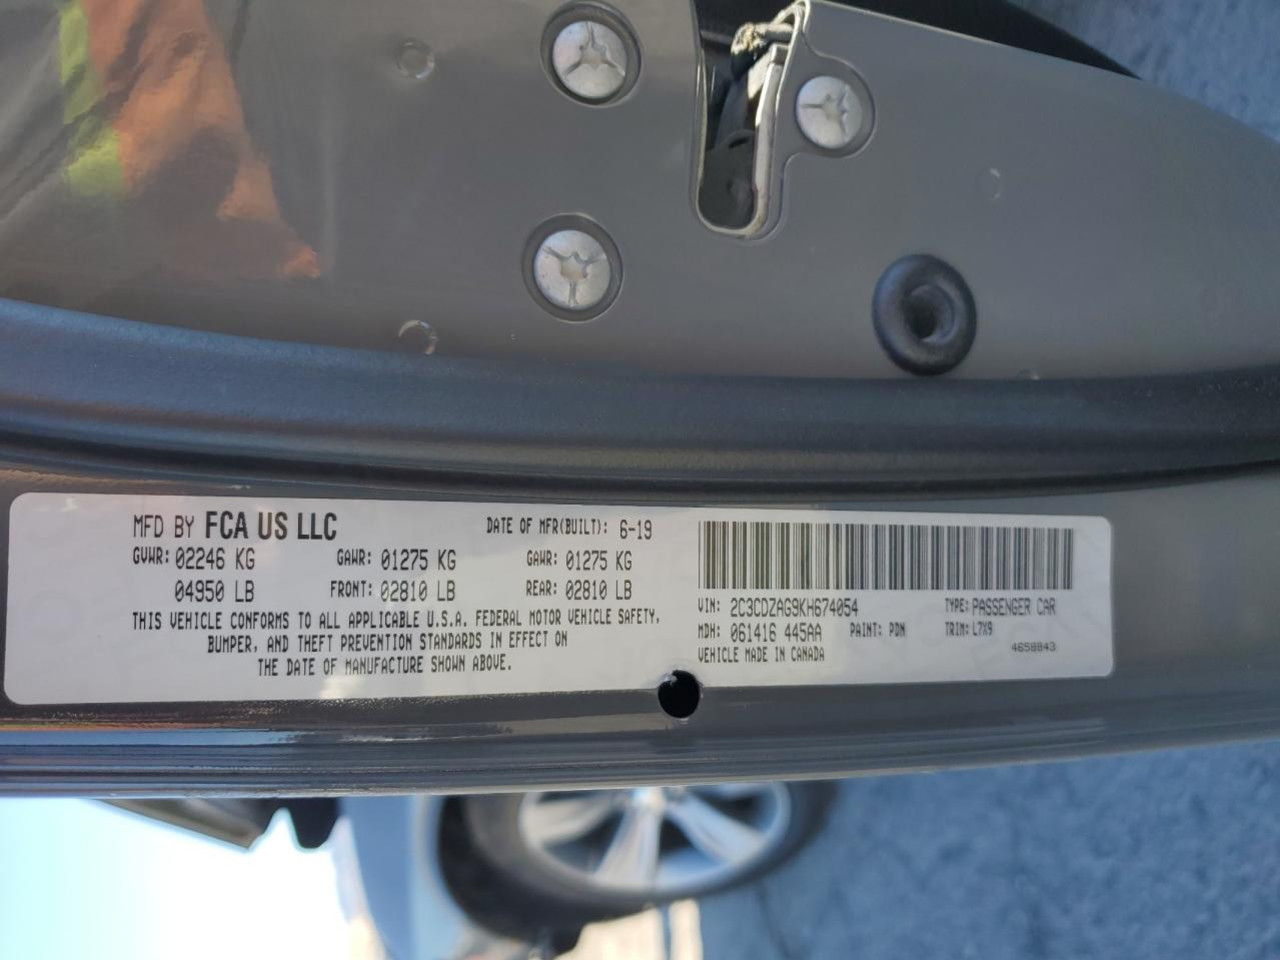 MFD BY FCA US LLC DATE OF MFR(BUILT): 6-19
GVWR: 02246 KG GAWR: 01275 KG GAWR: 01275 KG
04950 LB FRONT: 02810 LB REAR: 02810 LB
THIS VEHICLE CONFORMS TO ALL APPLICABLE U.S.A. FEDERAL MOTOR VEHICLE SAFETY,
BUMPER, AND THEFT PREVENTION STANDARDS IN EFFECT ON
THE DATE OF MANUFACTURE SHOWN ABOVE.
VIN: 2C3CDZAG9KH674054 TYPE: PASSENGER CAR
MDH: 061416 445AA PAINT: PDN TRIM: L7X9
VEHICLE MADE IN CANADA 4658843